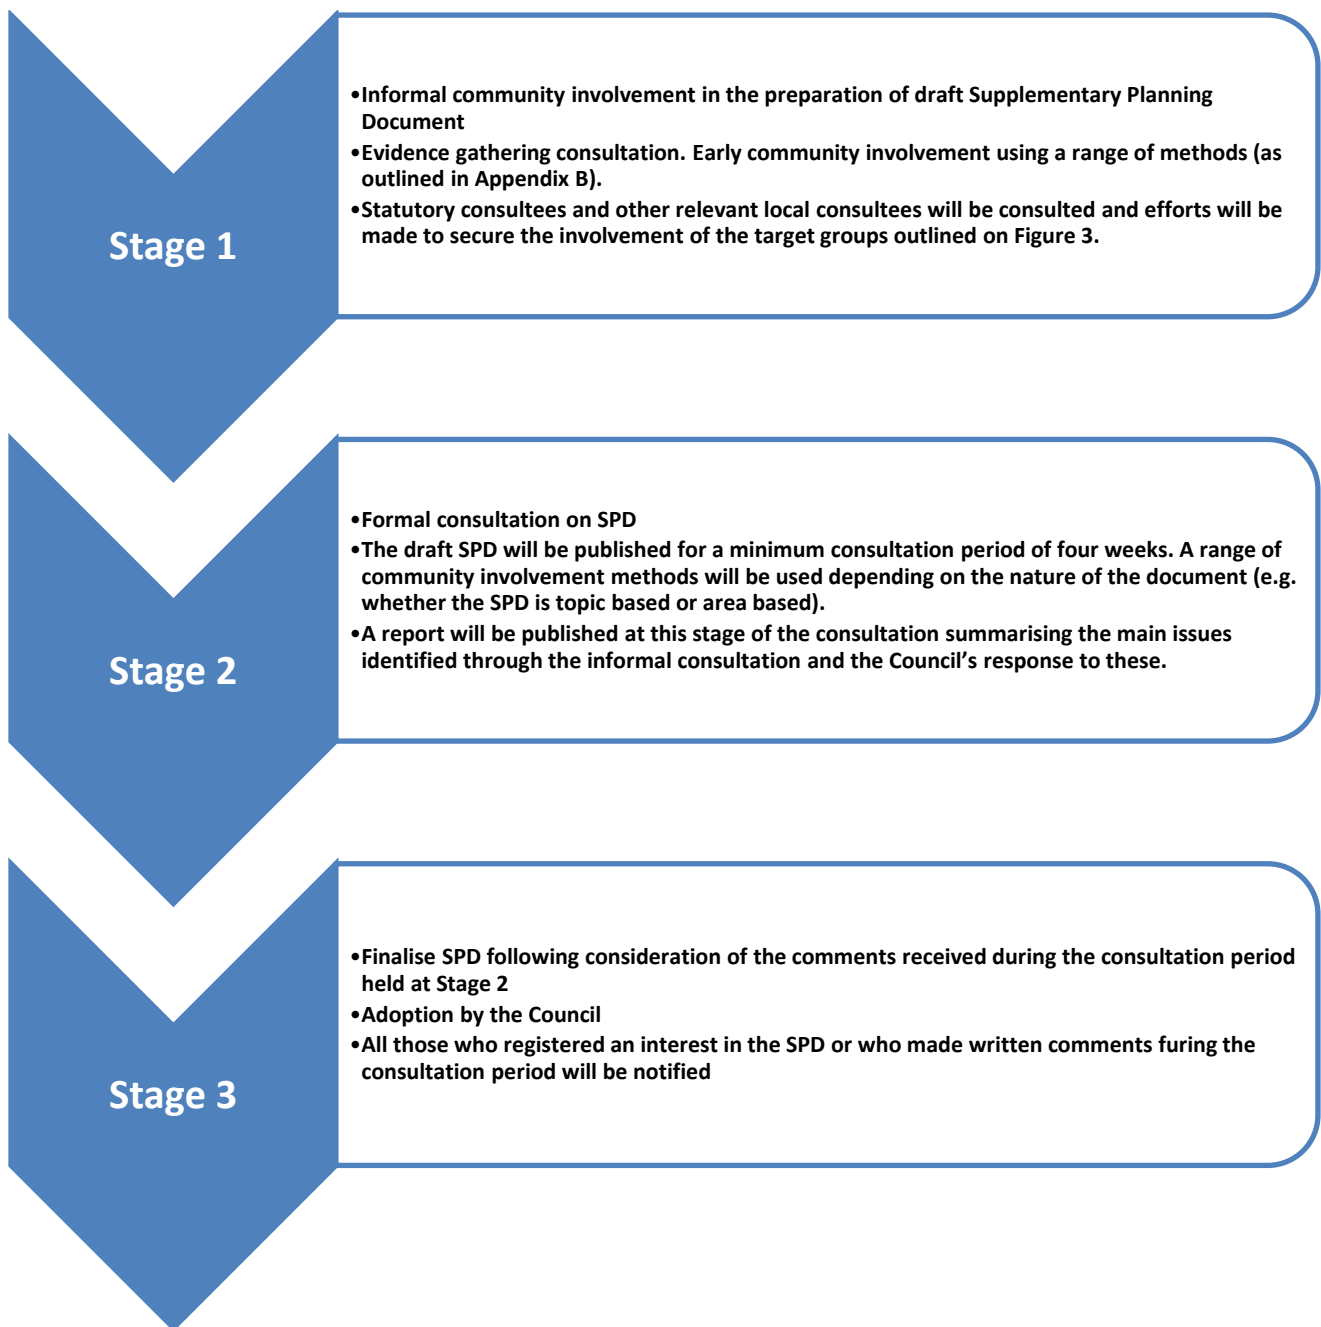 Stage 1
•Informal community involvement in the preparation of draft Supplementary Planning
Document
•Evidence gathering consultation. Early community involvement using a range of methods (as
outlined in Appendix B).
•Statutory consultees and other relevant local consultees will be consulted and efforts will be
made to secure the involvement of the target groups outlined on Figure 3.
Stage 2
•Formal consultation on SPD
•The draft SPD will be published for a minimum consultation period of four weeks. A range of
community involvement methods will be used depending on the nature of the document (e.g.
whether the SPD is topic based or area based).
•A report will be published at this stage of the consultation summarising the main issues
identified through the informal consultation and the Council’s response to these.
Stage 3
•Finalise SPD following consideration of the comments received during the consultation period
held at Stage 2
•Adoption by the Council
•All those who registered an interest in the SPD or who made written comments furing the
consultation period will be notified